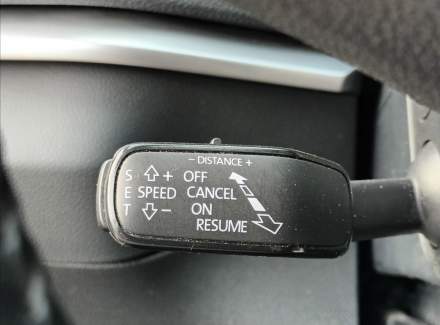 - DISTANCE +
S + OFF
E SPEED CANCEL
T - ON
RESUME